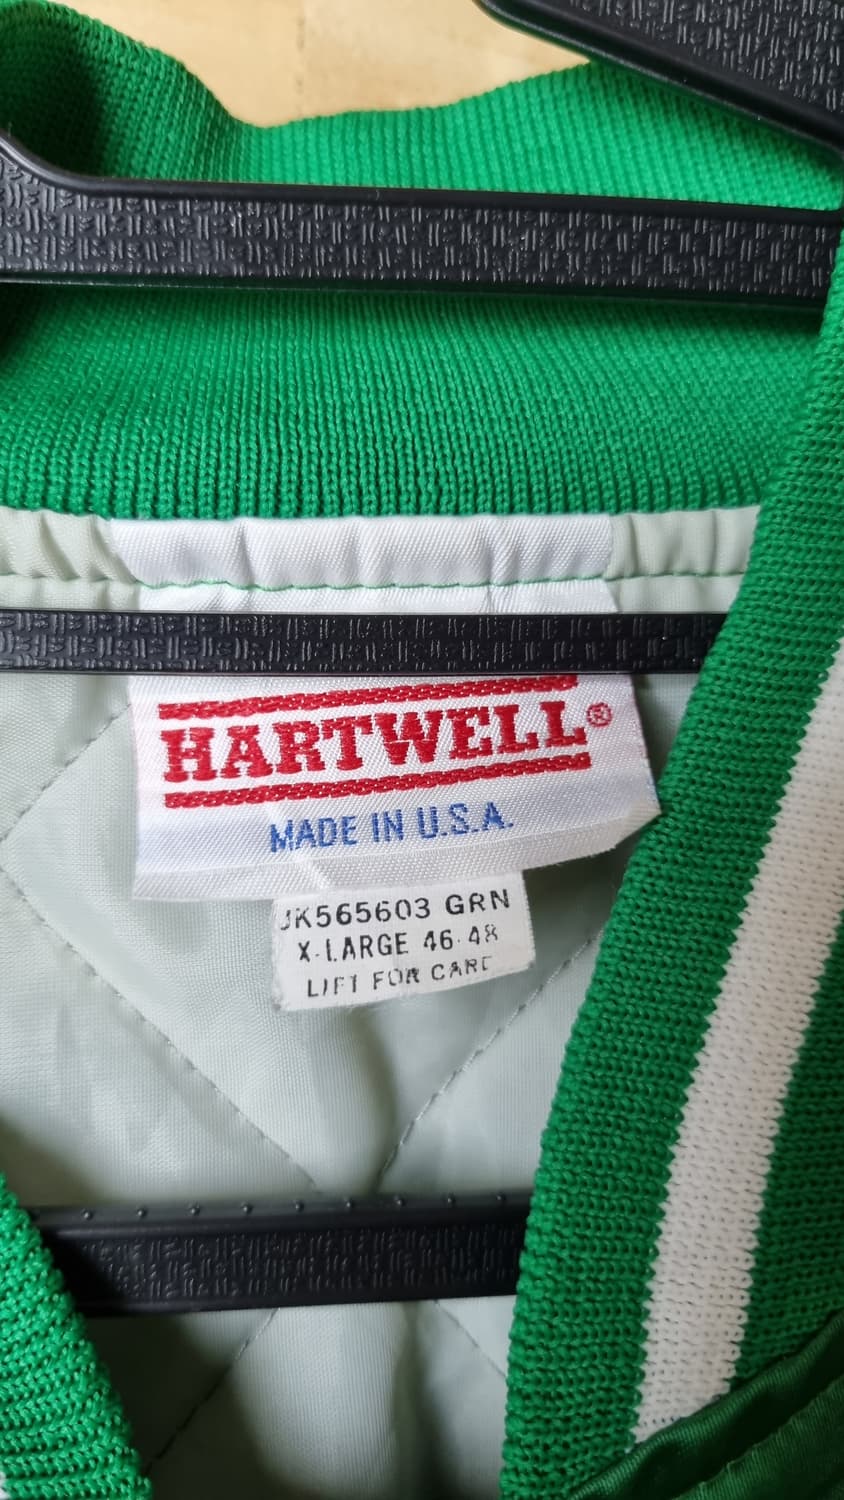 HARTWELL®
MADE IN U.S.A.
JK565603 GRN
X-LARGE 46-48
LIFT FOR CARE